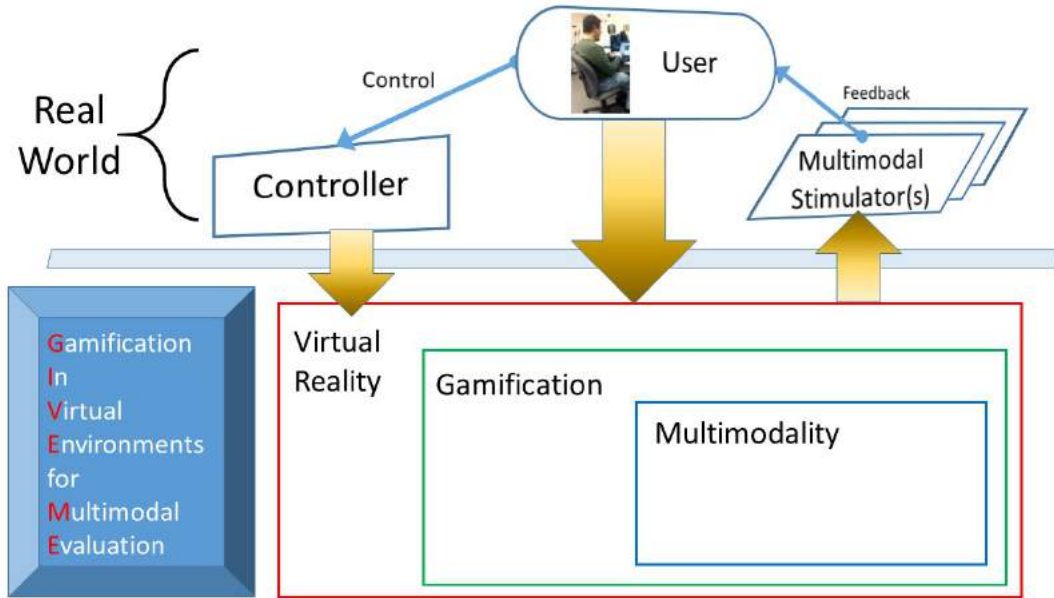 Real
World
Control
User
Feedback
Controller
Multimodal
Stimulator(s)
Gamification
In
Virtual
Environments
for
Multimodal
Evaluation
Virtual
Reality
Gamification
Multimodality